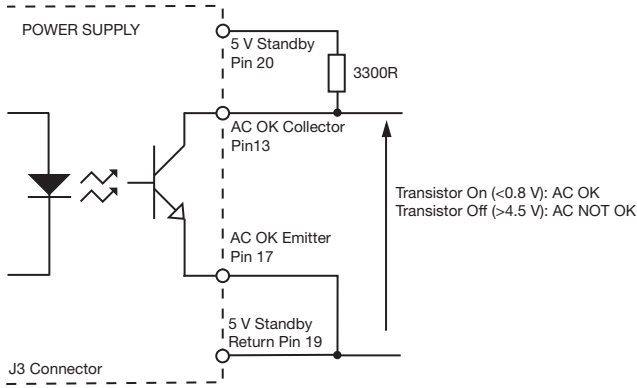 POWER SUPPLY
5 V Standby
Pin 20
3300R
AC OK Collector
Pin13
Transistor On (<0.8 V): AC OK
Transistor Off (>4.5 V): AC NOT OK
AC OK Emitter
Pin 17
5 V Standby
Return Pin 19
J3 Connector